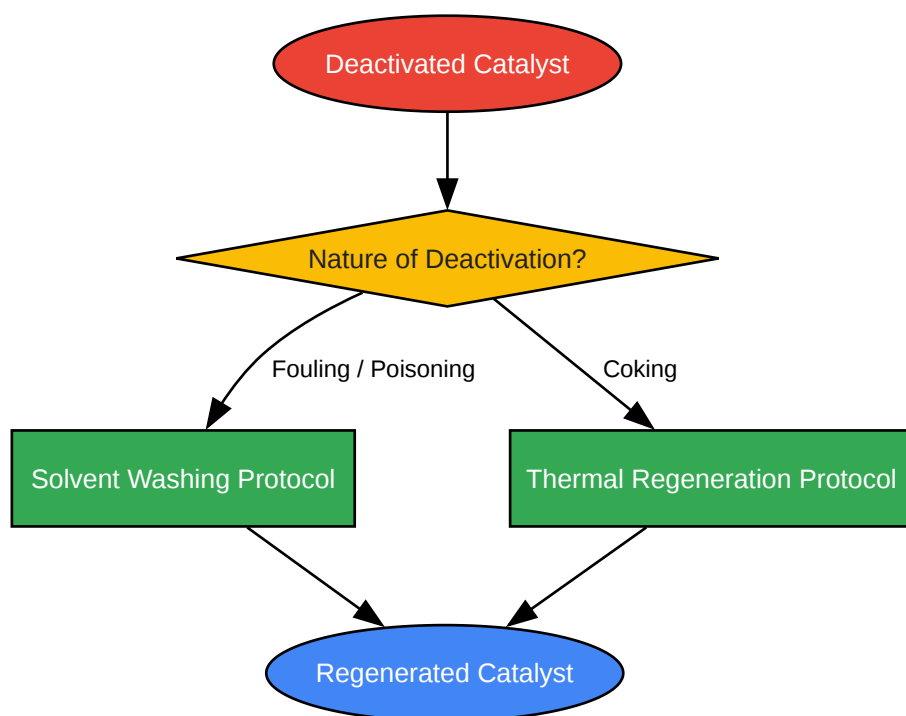 Deactivated Catalyst
Nature of Deactivation?
Fouling / Poisoning
Coking
Solvent Washing Protocol
Thermal Regeneration Protocol
Regenerated Catalyst